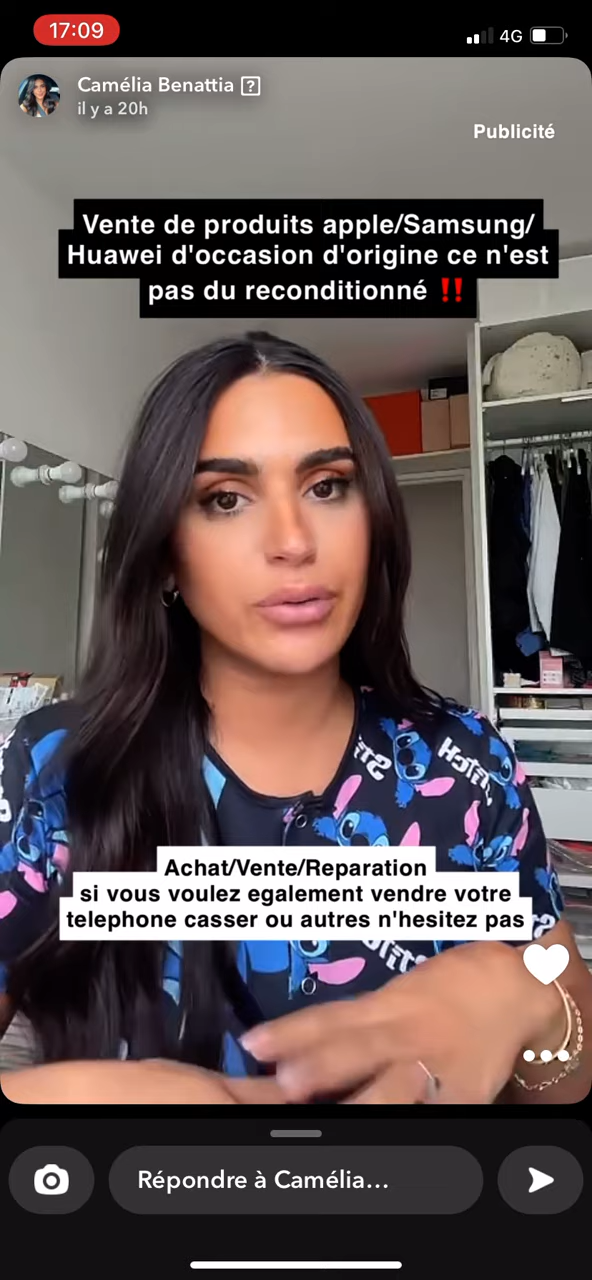 17:09
4G
Camélia Benattia ?
il y a 20h
Publicité
Vente de produits apple/Samsung/
Huawei d'occasion d'origine ce n'est
pas du reconditionné ‼️
Achat/Vente/Reparation
si vous voulez egalement vendre votre
telephone casser ou autres n'hesitez pas
Répondre à Camélia...